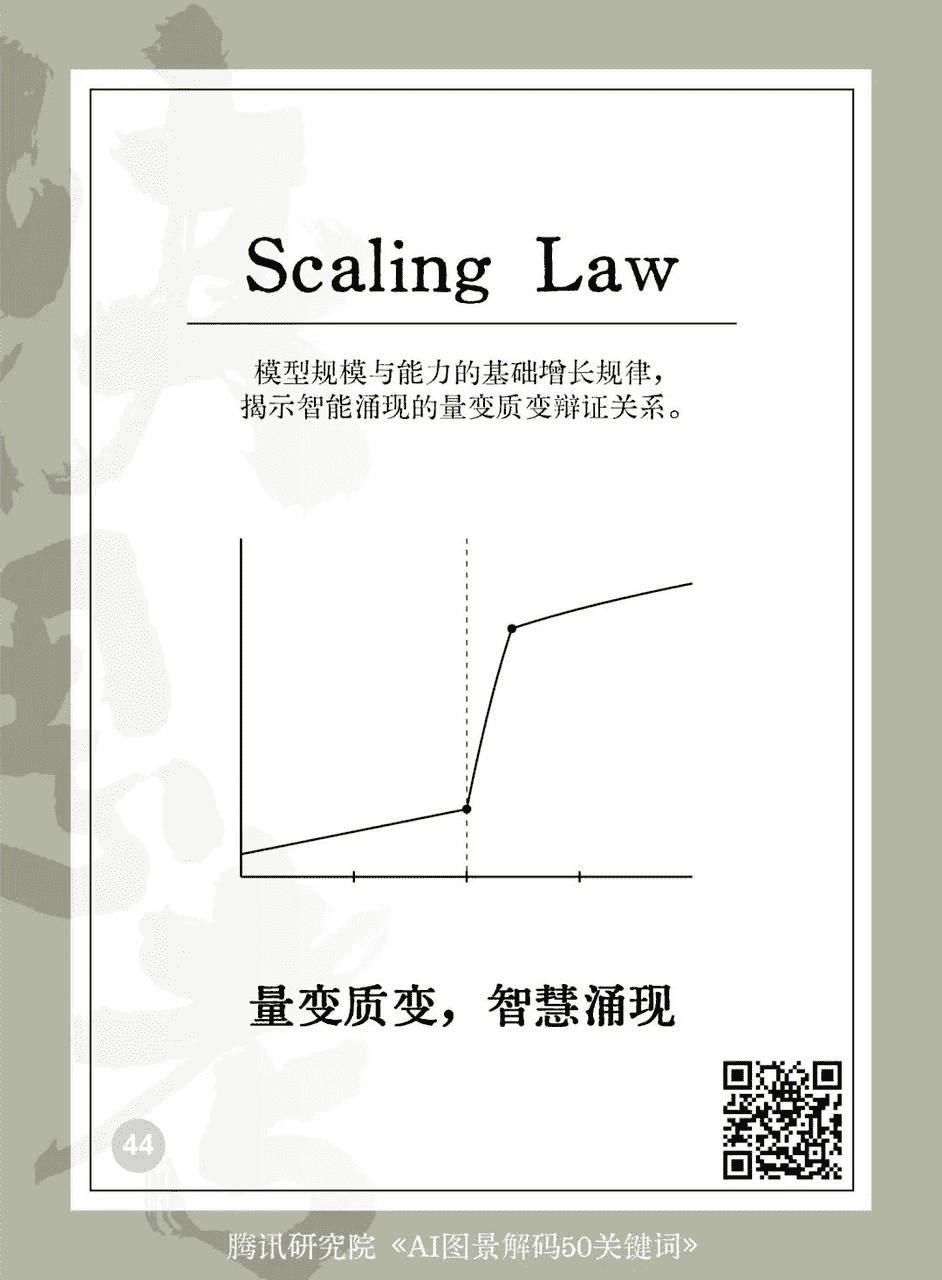 Scaling Law
模型规模与能力的基础增长规律，
揭示智能涌现的量变质变辩证关系。
量变质变，智慧涌现
44
腾讯研究院《AI图景解码50关键词》